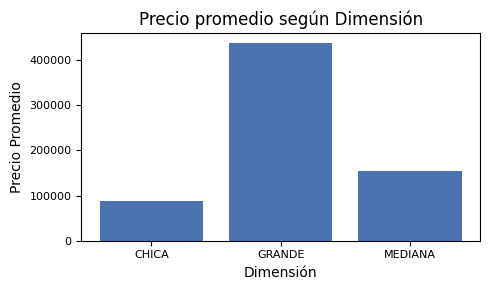 Precio promedio según Dimensión
Precio Promedio
400000
300000
200000
100000
0
CHICA
GRANDE
MEDIANA
Dimensión